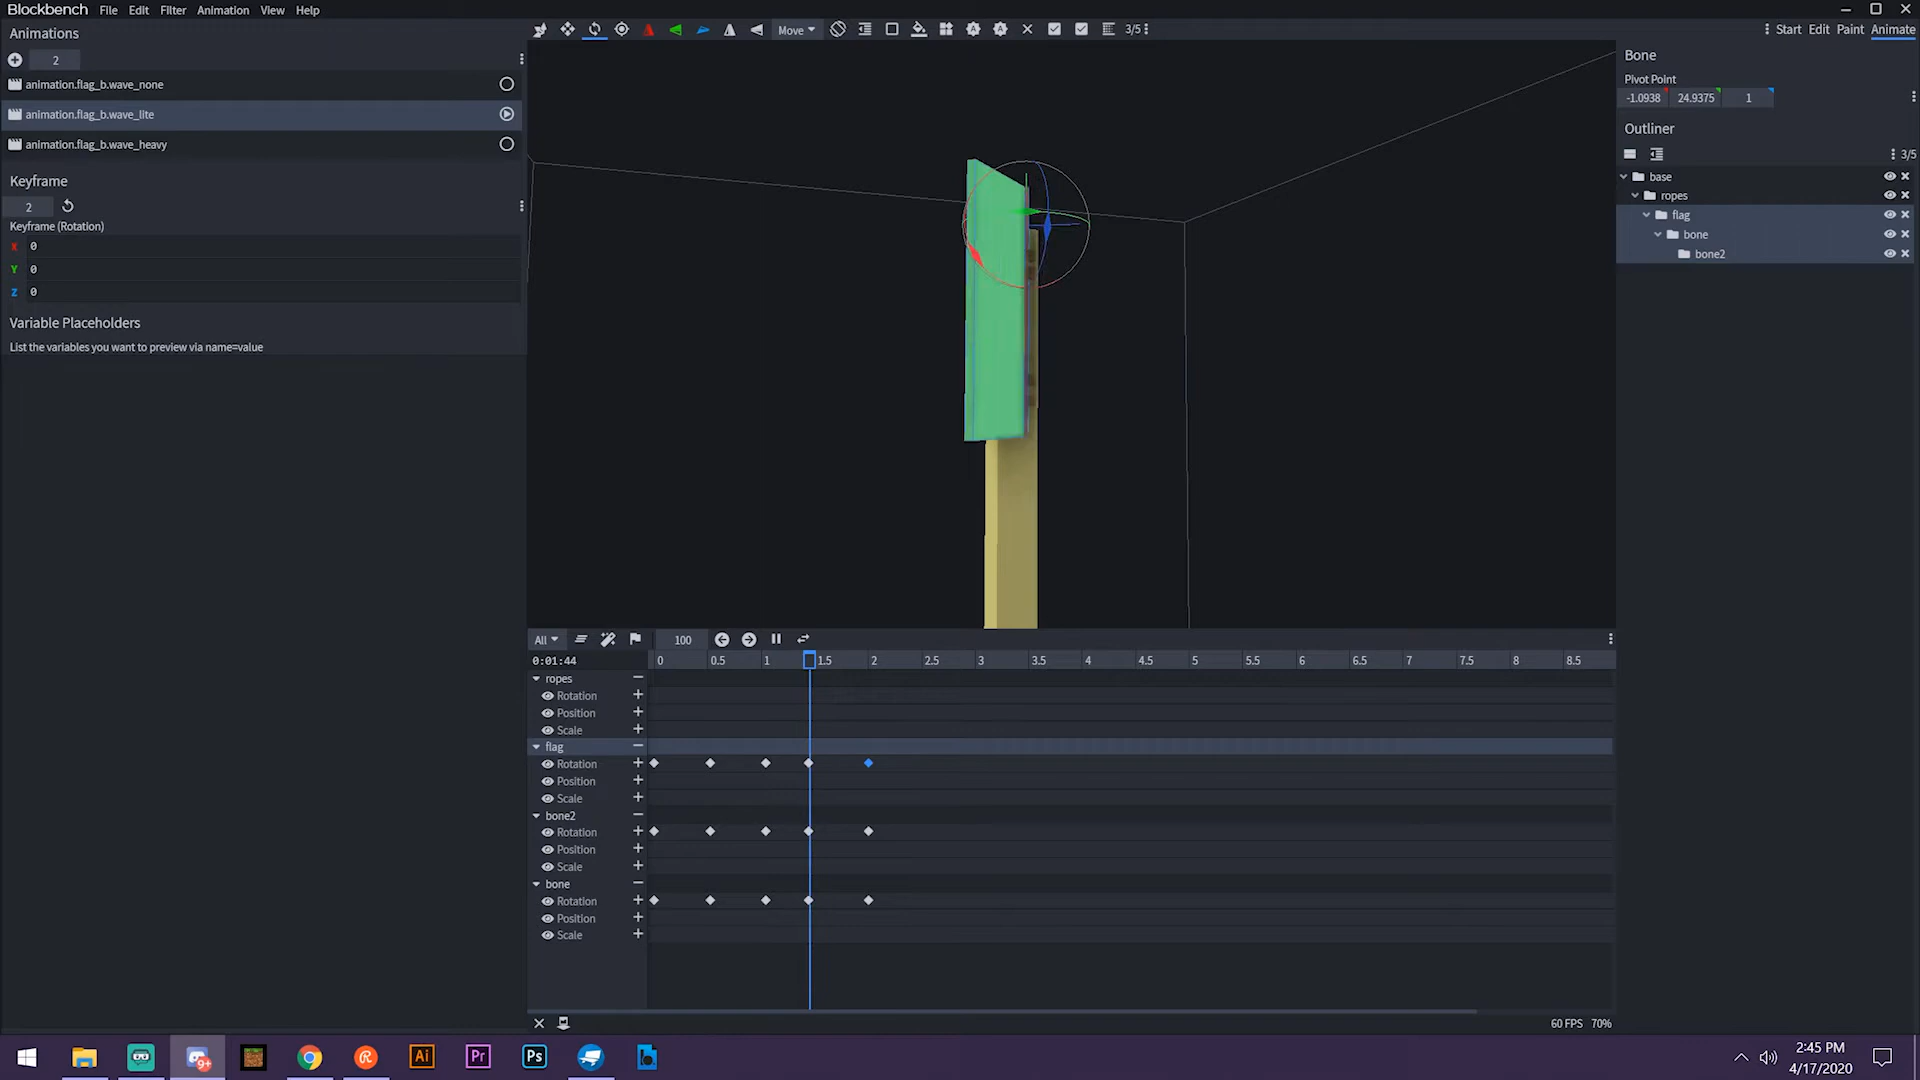 Blockbench File Edit Filter Animation View Help
Animations
2
animation.flag_b.wave_none
animation.flag_b.wave_lite
animation.flag_b.wave_heavy
Keyframe
2
Keyframe (Rotation)
X 0
Y 0
Z 0
Variable Placeholders
List the variables you want to preview via name=value
Move
3/5
Start Edit Paint Animate
Bone
Pivot Point
-1.0938 24.9375 1
Outliner
3/5
base
ropes
flag
bone
bone2
All 100
0:01:44 0 0.5 1 1.5 2 2.5 3 3.5 4 4.5 5 5.5 6 6.5 7 7.5 8 8.5
ropes
Rotation
Position
Scale
flag
Rotation
Position
Scale
bone2
Rotation
Position
Scale
bone
Rotation
Position
Scale
60 FPS 70%
9+
Ai
Pr
Ps
2:45 PM
4/17/2020